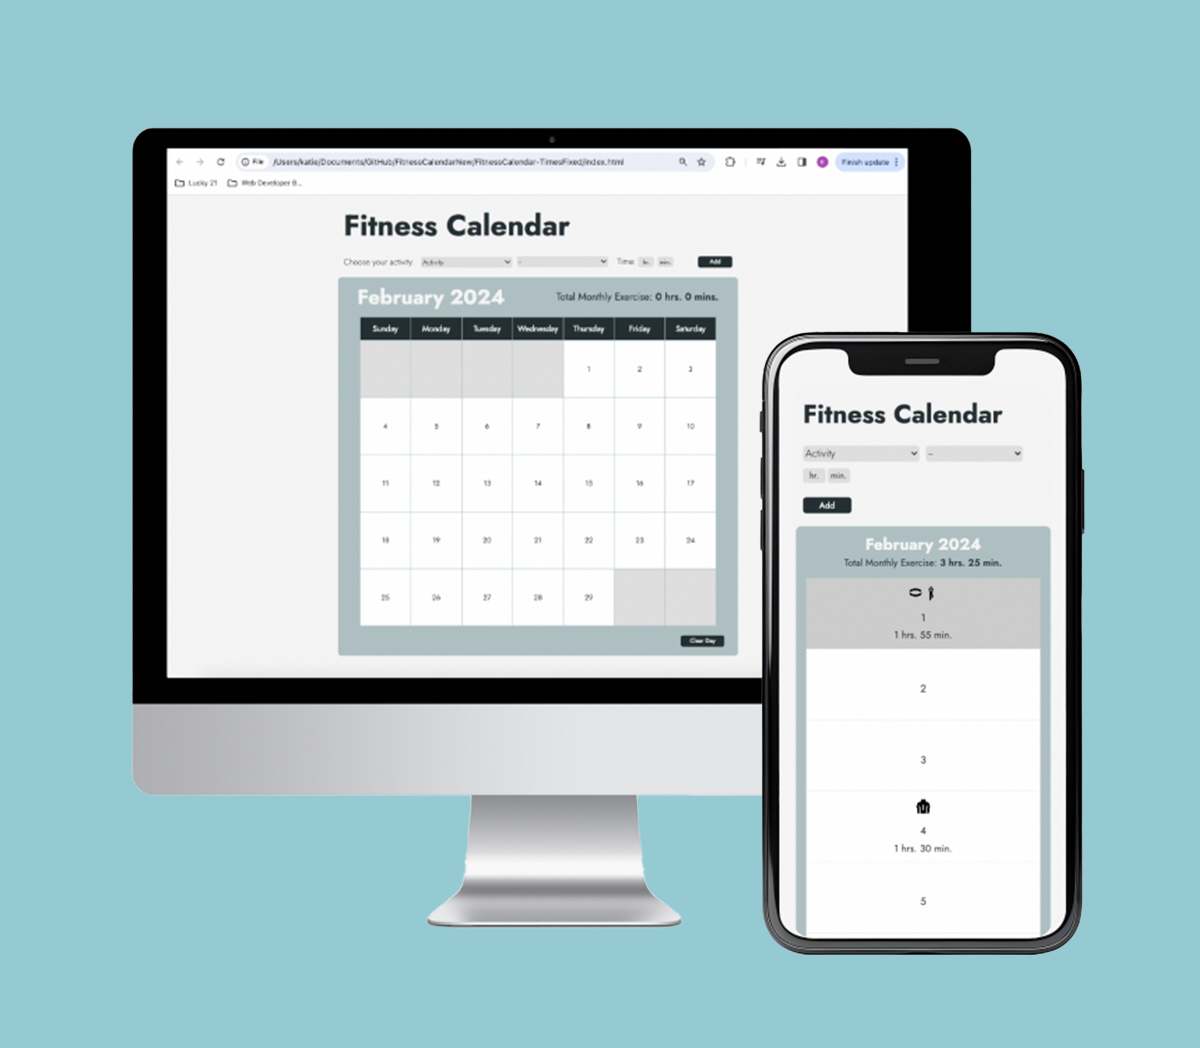 File /Users/katie/Documents/GitHub/FitnessCalendarNew/FitnessCalendar-TimesFixed/index.html Finish update
Lucky 21 Web Developer B...
Fitness Calendar
Choose your activity: Activity - Time: hr. min. Add
February 2024 Total Monthly Exercise: 0 hrs. 0 mins.
Sunday Monday Tuesday Wednesday Thursday Friday Saturday
1 2 3
4 5 6 7 8 9 10
11 12 13 14 15 16 17
18 19 20 21 22 23 24
25 26 27 28 29
Clear Day
Fitness Calendar
Activity -
hr. min.
Add
February 2024
Total Monthly Exercise: 3 hrs. 25 min.
1
1 hrs. 55 min.
2
3
4
1 hrs. 30 min.
5